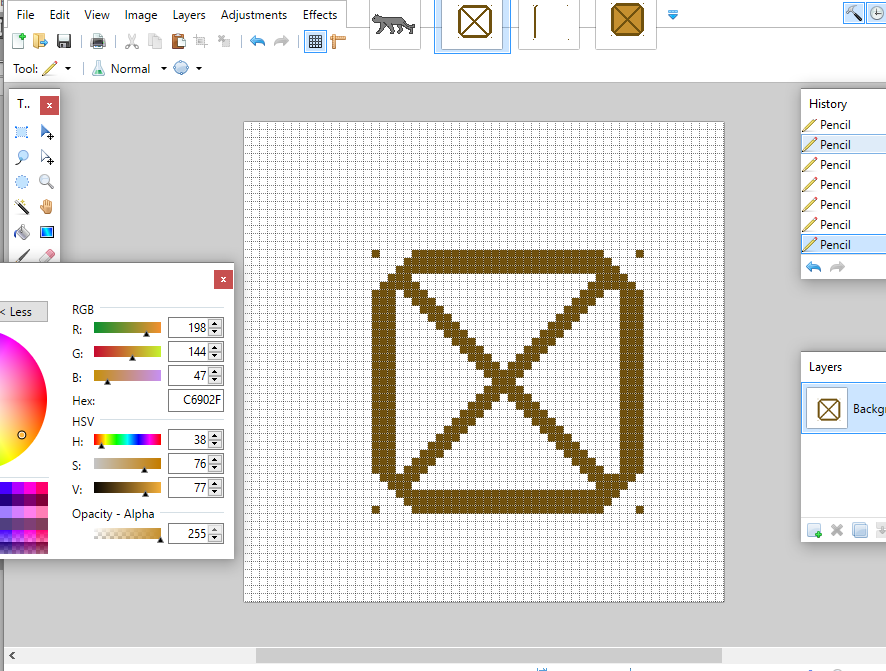 File Edit View Image Layers Adjustments Effects
Tool:
Normal
T..
History
Pencil
Pencil
Pencil
Pencil
Pencil
Pencil
Pencil
< Less
RGB
R: 198
G: 144
B: 47
Hex: C6902F
HSV
H: 38
S: 76
V: 77
Opacity - Alpha
255
Layers
Backgr